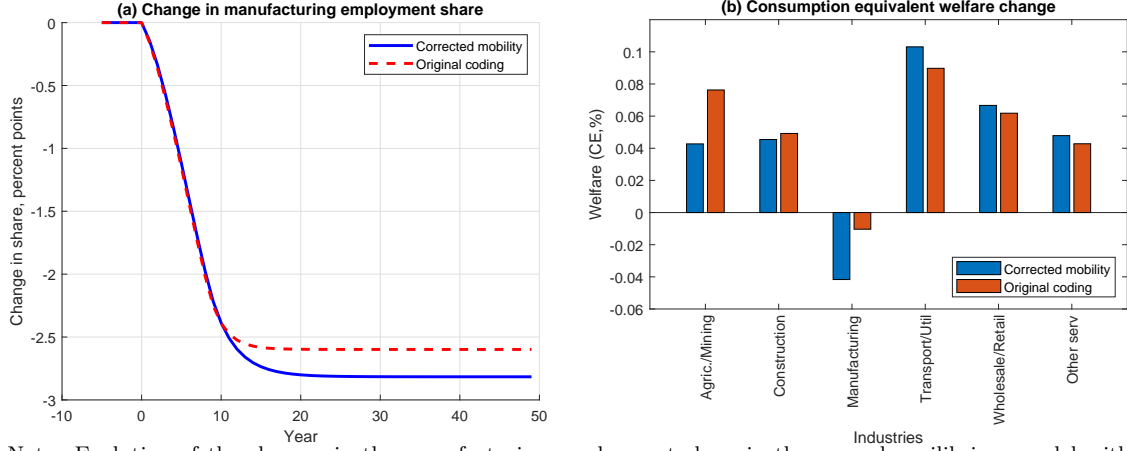 (a) Change in manufacturing employment share
Change in share, percent points
0
-0.5
-1
-1.5
-2
-2.5
-3
-10
0
10
20
30
40
50
Year
Corrected mobility
Original coding
(b) Consumption equivalent welfare change
Welfare (CE,%)
0.1
0.08
0.06
0.04
0.02
0
-0.02
-0.04
-0.06
Agric./Mining
Construction
Manufacturing
Transport/Util
Wholesale/Retail
Other serv
Industries
Corrected mobility
Original coding